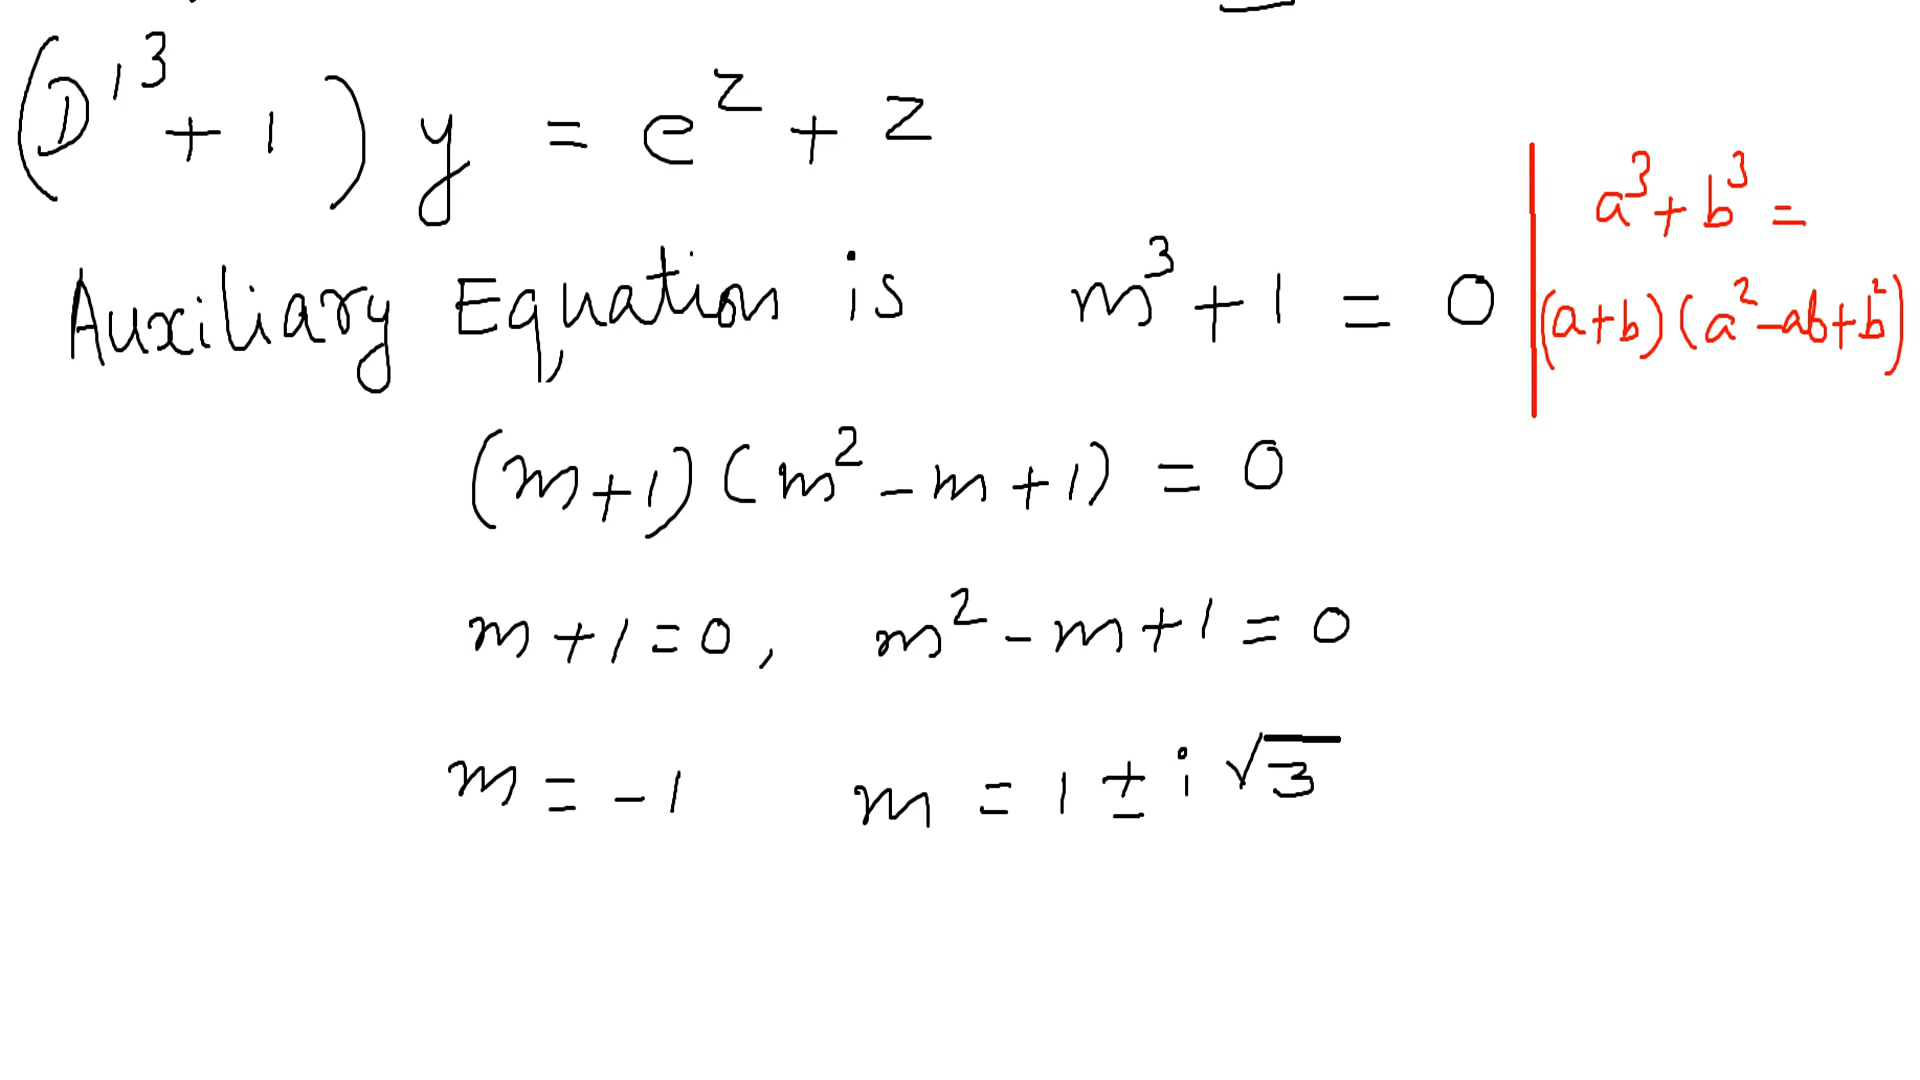 (D'³ + 1) y = e^z + z
Auxiliary Equation is m³ + 1 = 0
a³ + b³ =
(a+b) (a² - ab + b²)
(m+1) (m² - m + 1) = 0
m + 1 = 0, m² - m + 1 = 0
m = - 1 m = 1 ± i √3